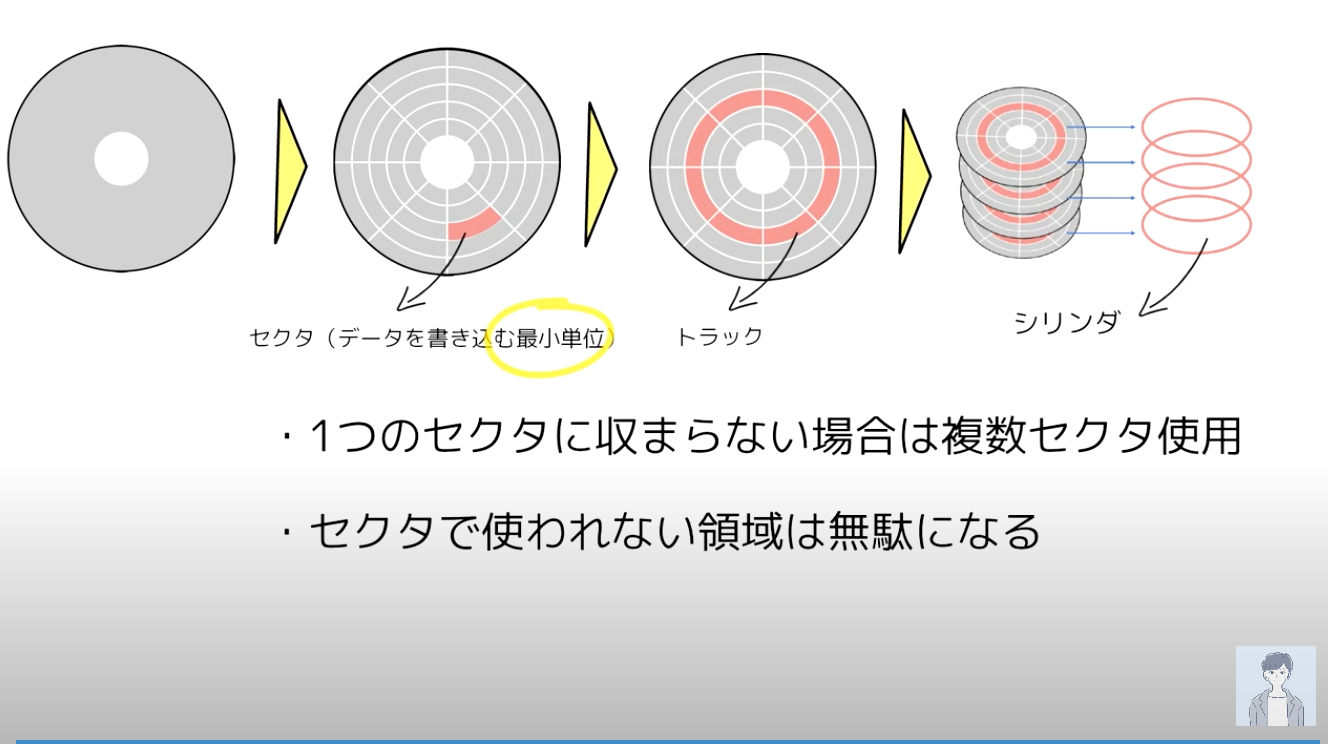 セクタ（データを書き込む最小単位）
トラック
シリンダ
・1つのセクタに収まらない場合は複数セクタ使用
・セクタで使われない領域は無駄になる